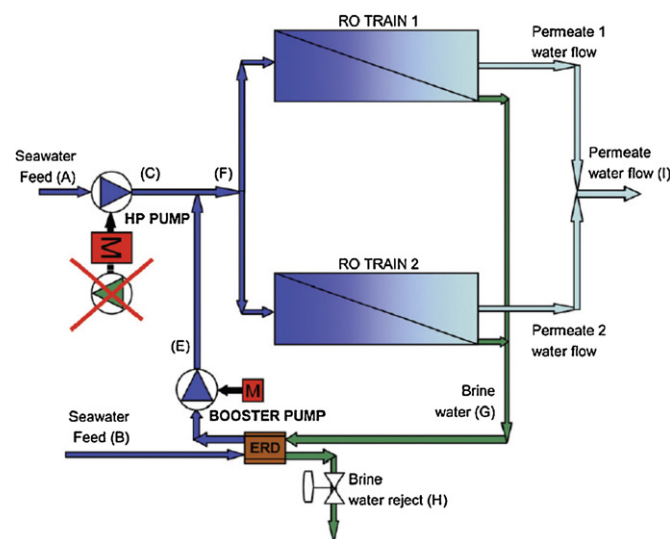 RO TRAIN 1
Permeate 1
water flow
Seawater
Feed (A)
(C)
(F)
Permeate
water flow (I)
HP PUMP
M
RO TRAIN 2
(E)
Permeate 2
water flow
M
BOOSTER PUMP
Brine
water (G)
Seawater
Feed (B)
ERD
Brine
water reject (H)